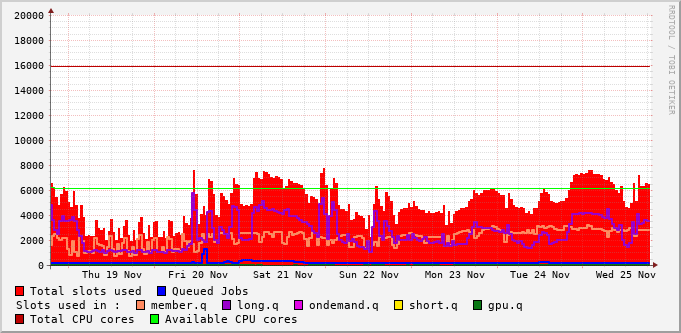 20000
18000
16000
14000
12000
10000
8000
6000
4000
2000
0
Thu 19 Nov Fri 20 Nov Sat 21 Nov Sun 22 Nov Mon 23 Nov Tue 24 Nov Wed 25 Nov
Total slots used Queued Jobs
Slots used in : member.q long.q ondemand.q short.q gpu.q
Total CPU cores Available CPU cores
RRDTOOL / TOBI OETIKER